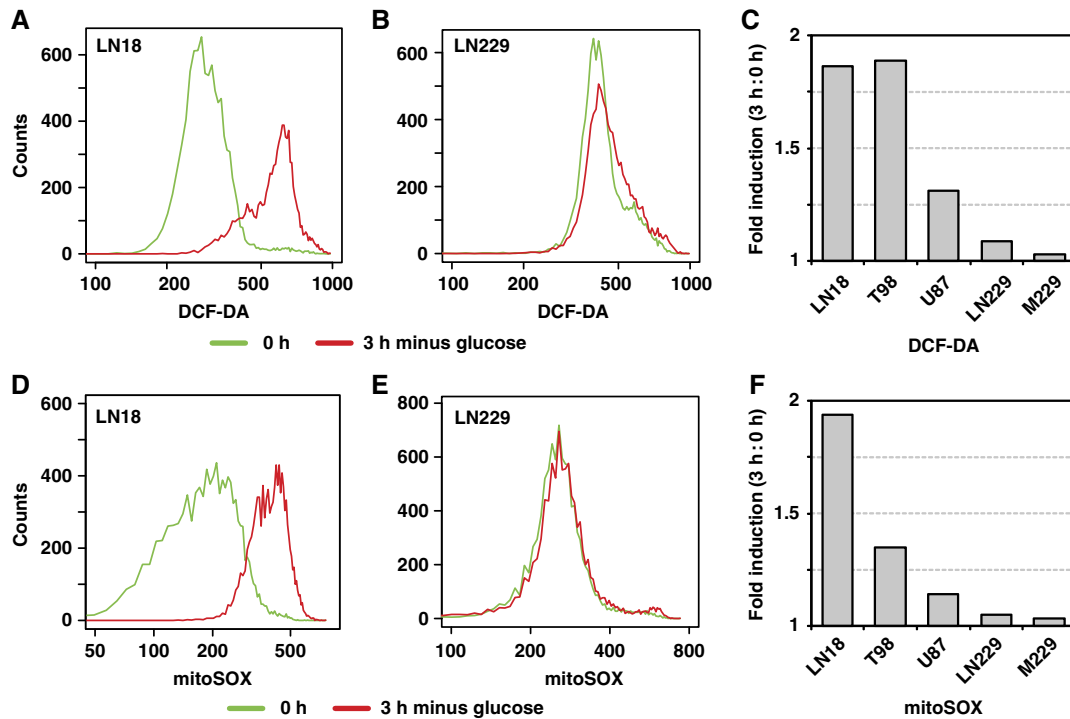 A
LN18
600
400
200
0
Counts
100 200 500 1000
DCF-DA
B
LN229
600
400
200
0
100 200 500 1000
DCF-DA
0 h 3 h minus glucose
C
2
1.5
1
Fold induction (3 h:0 h)
LN18 T98 U87 LN229 M229
DCF-DA
D
LN18
600
400
200
0
Counts
50 100 200 500
mitoSOX
E
LN229
800
600
400
200
0
100 200 400 800
mitoSOX
0 h 3 h minus glucose
F
2
1.5
1
Fold induction (3 h:0 h)
LN18 T98 U87 LN229 M229
mitoSOX